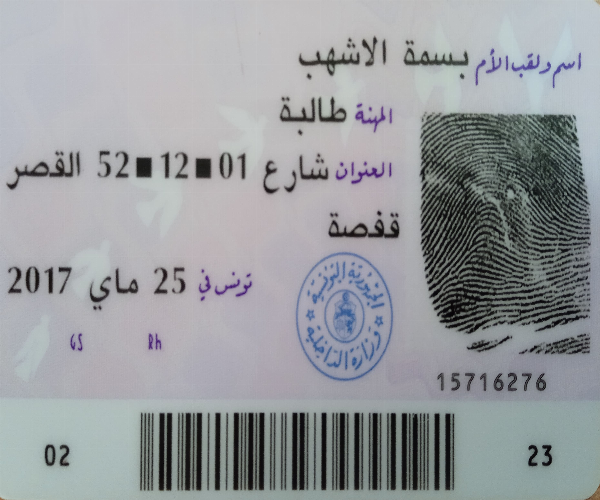 اسم ولقب الأم بسمة الاشهب
المهنة طالبة
العنوان شارع 01■12■52 القصر
قفصة
تونس في 25 ماي 2017
GS Rh
الجمهورية التونسية
وزارة الداخلية
15716276
02 23